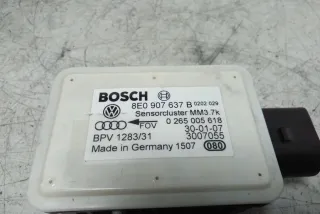 BOSCH
8E0 907 637 B 0202 029
Sensorcluster MM3.7k
FOV 0 265 005 618
30-01-07
BPV 1283/31 3007055
Made in Germany 1507 080